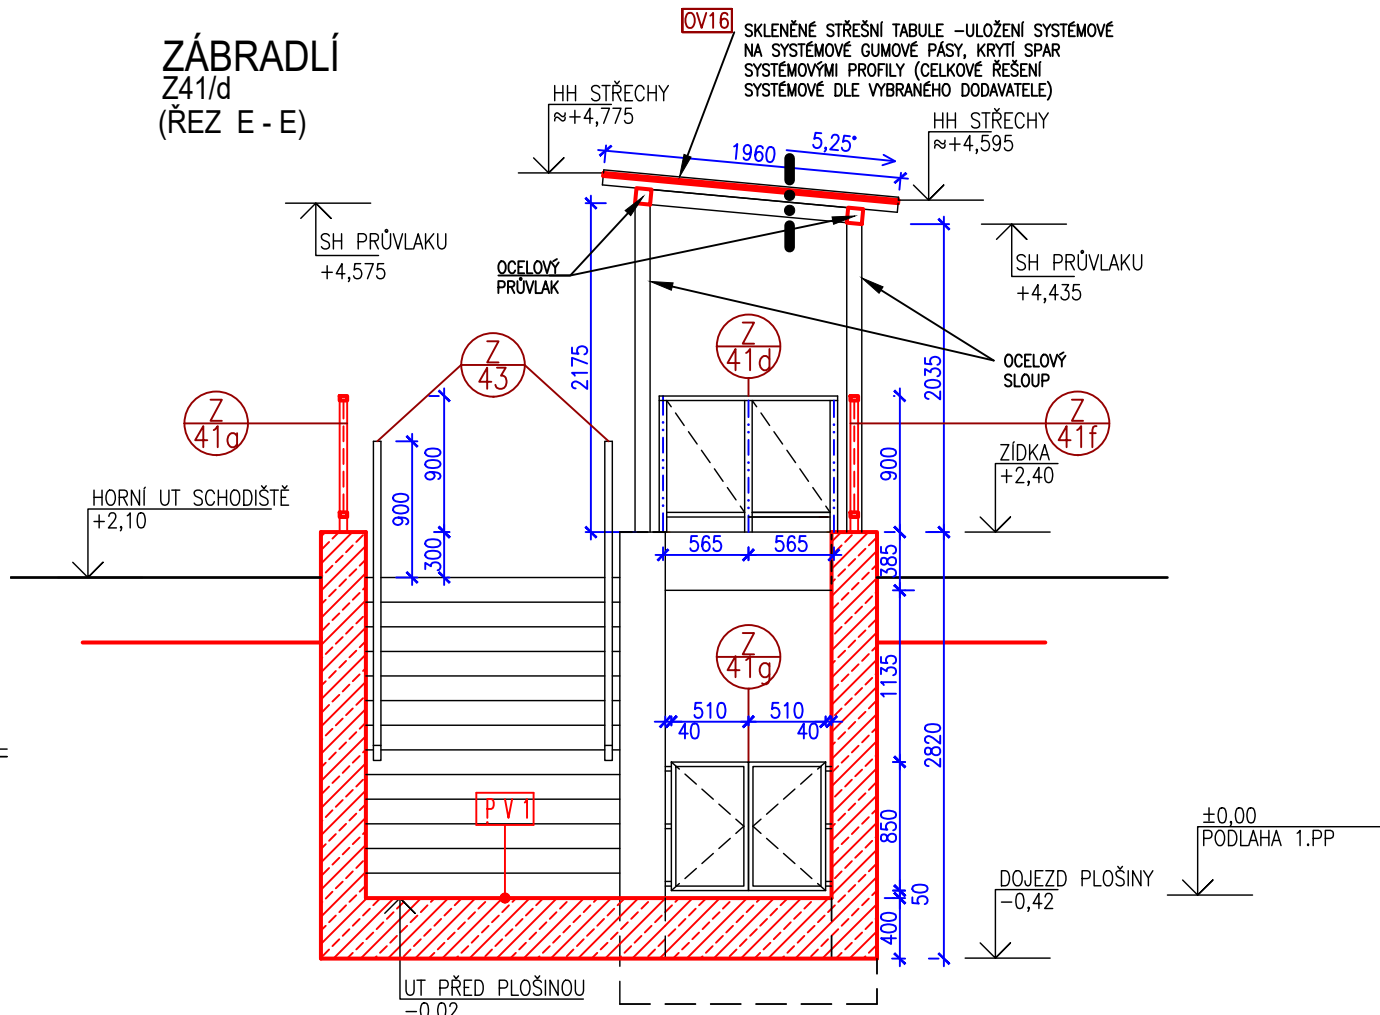 ZÁBRADLÍ
Z41/d
(ŘEZ E - E)
OV16
SKLENĚNÉ STŘEŠNÍ TABULE -ULOŽENÍ SYSTÉMOVÉ
NA SYSTÉMOVÉ GUMOVÉ PÁSY, KRYTÍ SPAR
SYSTÉMOVÝMI PROFILY (CELKOVÉ ŘEŠENÍ
SYSTÉMOVÉ DLE VYBRANÉHO DODAVATELE)
HH STŘECHY
≈+4,775
HH STŘECHY
≈+4,595
1960
5,25°
SH PRŮVLAKU
+4,575
SH PRŮVLAKU
+4,435
OCELOVÝ
PRŮVLAK
OCELOVÝ
SLOUP
2175
2035
Z
41d
Z
43
Z
41a
Z
41f
900
900
300
900
ZÍDKA
+2,40
HORNÍ UT SCHODIŠTĚ
+2,10
565
565
385
Z
41g
1135
510
510
40
40
2820
P V 1
850
50
400
±0,00
PODLAHA 1.PP
DOJEZD PLOŠINY
-0,42
UT PŘED PLOŠINOU
-0,02